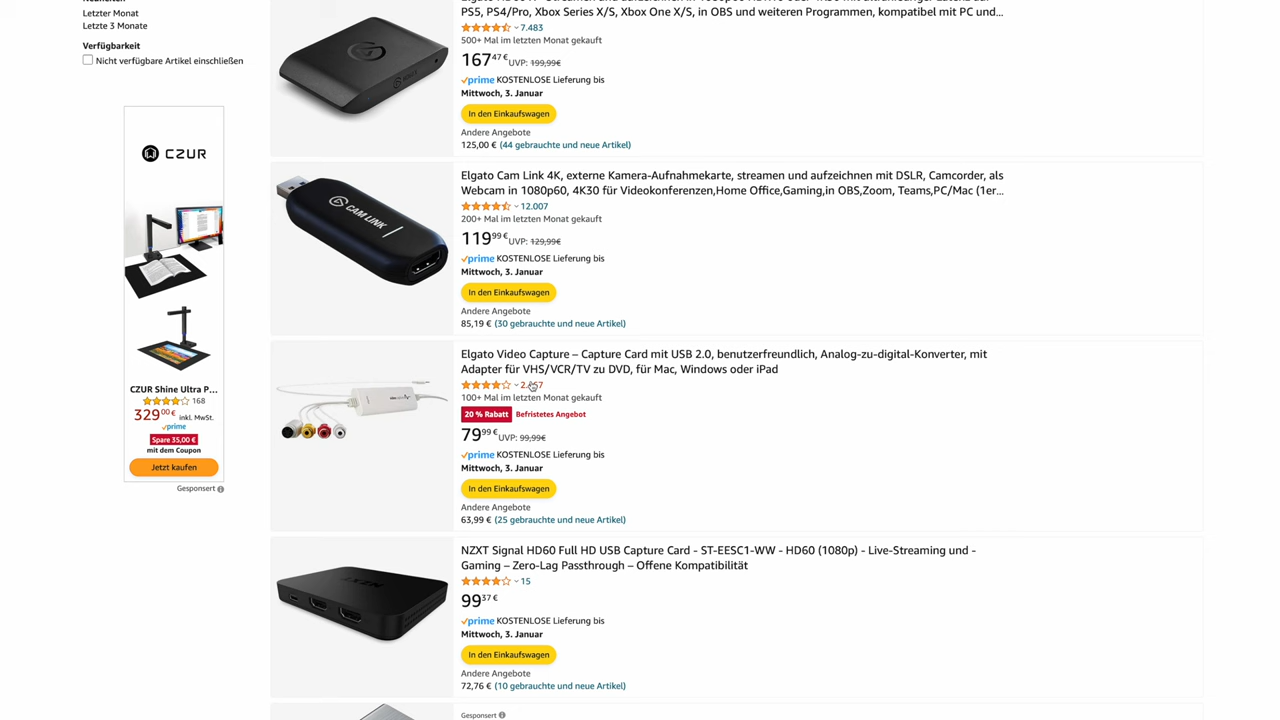 Letzter Monat
Letzte 3 Monate
Verfügbarkeit
Nicht verfügbare Artikel einschließen
CZUR
CZUR Shine Ultra P...
168
329,00€ inkl. MwSt.
prime
Spare 35,00 €
mit dem Coupon
Jetzt kaufen
Gesponsert
PS5, PS4/Pro, Xbox Series X/S, Xbox One X/S, in OBS und weiteren Programmen, kompatibel mit PC und...
7.483
500+ Mal im letzten Monat gekauft
167,47€ UVP: 199,99€
prime KOSTENLOSE Lieferung bis
Mittwoch, 3. Januar
In den Einkaufswagen
Andere Angebote
125,00 € (44 gebrauchte und neue Artikel)
CAM LINK
Elgato Cam Link 4K, externe Kamera-Aufnahmekarte, streamen und aufzeichnen mit DSLR, Camcorder, als
Webcam in 1080p60, 4K30 für Videokonferenzen,Home Office,Gaming,in OBS,Zoom, Teams,PC/Mac (1er...
12.007
200+ Mal im letzten Monat gekauft
119,99€ UVP: 129,99€
prime KOSTENLOSE Lieferung bis
Mittwoch, 3. Januar
In den Einkaufswagen
Andere Angebote
85,19 € (30 gebrauchte und neue Artikel)
Elgato Video Capture – Capture Card mit USB 2.0, benutzerfreundlich, Analog-zu-digital-Konverter, mit
Adapter für VHS/VCR/TV zu DVD, für Mac, Windows oder iPad
100+ Mal im letzten Monat gekauft
20 % Rabatt Befristetes Angebot
79,99€ UVP: 99,99€
prime KOSTENLOSE Lieferung bis
Mittwoch, 3. Januar
In den Einkaufswagen
Andere Angebote
63,99 € (25 gebrauchte und neue Artikel)
NZXT
NZXT Signal HD60 Full HD USB Capture Card - ST-EESC1-WW - HD60 (1080p) - Live-Streaming und -
Gaming – Zero-Lag Passthrough – Offene Kompatibilität
15
99,37€
prime KOSTENLOSE Lieferung bis
Mittwoch, 3. Januar
In den Einkaufswagen
Andere Angebote
72,76 € (10 gebrauchte und neue Artikel)
Gesponsert